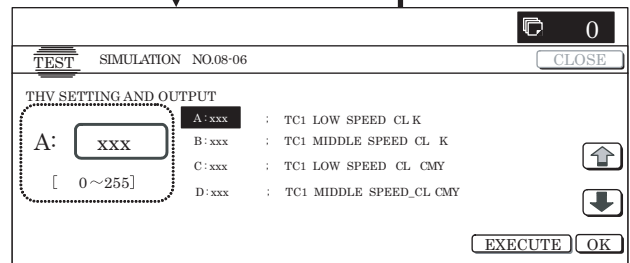 0
TEST SIMULATION NO.08-06 CLOSE
THV SETTING AND OUTPUT
A: xxx
[ 0～255]
A:xxx ; TC1 LOW SPEED CL K
B:xxx ; TC1 MIDDLE SPEED CL K
C:xxx ; TC1 LOW SPEED CL CMY
D:xxx ; TC1 MIDDLE SPEED_CL CMY
EXECUTE OK